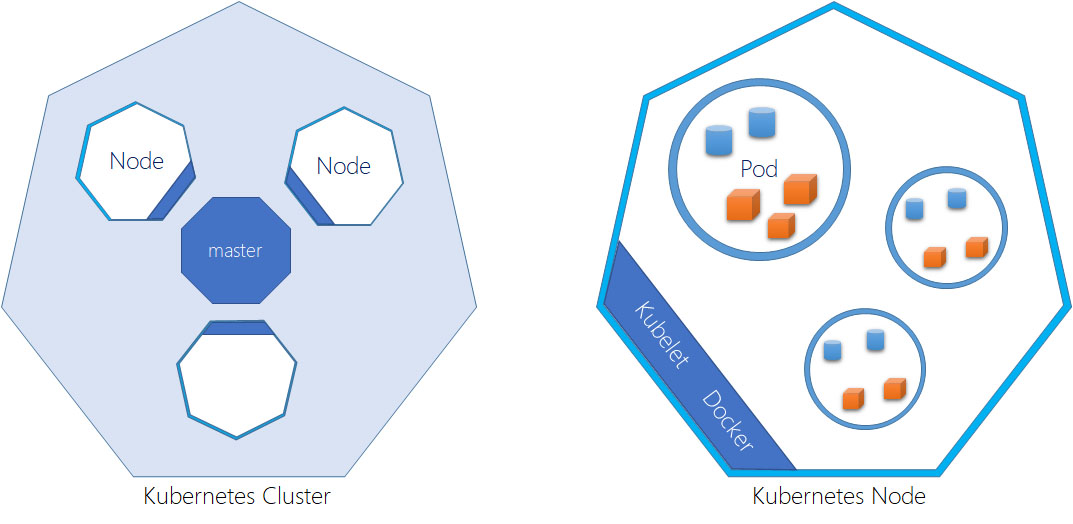 Node
Node
master
Kubernetes Cluster
Pod
Kubelet
Docker
Kubernetes Node